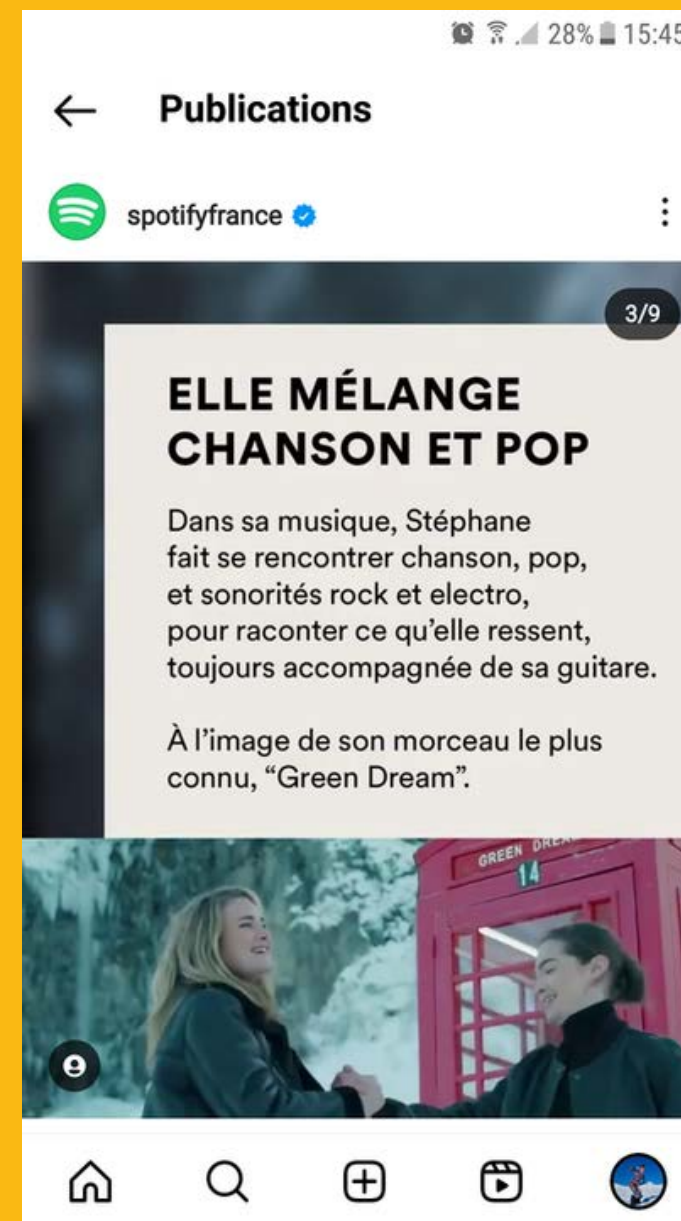 28% 15:45
Publications
spotifyfrance
3/9
ELLE MÉLANGE
CHANSON ET POP
Dans sa musique, Stéphane
fait se rencontrer chanson, pop,
et sonorités rock et electro,
pour raconter ce qu’elle ressent,
toujours accompagnée de sa guitare.
À l’image de son morceau le plus
connu, “Green Dream”.
GREEN DREAM
14